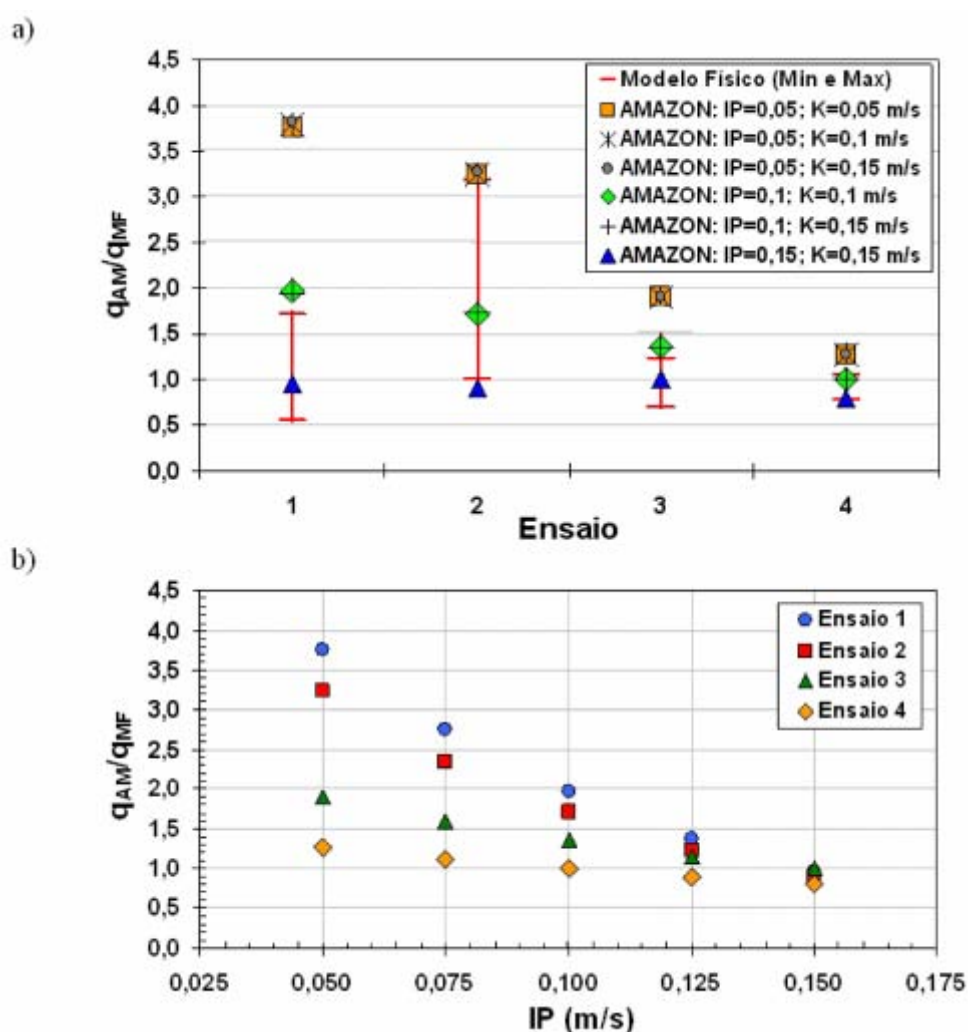 a)
4,5
4,0
3,5
3,0
2,5
2,0
1,5
1,0
0,5
0,0
qAM/qMF
Modelo Físico (Min e Max)
AMAZON: IP=0,05; K=0,05 m/s
AMAZON: IP=0,05; K=0,1 m/s
AMAZON: IP=0,05; K=0,15 m/s
AMAZON: IP=0,1; K=0,1 m/s
AMAZON: IP=0,1; K=0,15 m/s
AMAZON: IP=0,15; K=0,15 m/s
1 2 3 4
Ensaio
b)
4,5
4,0
3,5
3,0
2,5
2,0
1,5
1,0
0,5
0,0
qAM/qMF
Ensaio 1
Ensaio 2
Ensaio 3
Ensaio 4
0,025 0,050 0,075 0,100 0,125 0,150 0,175
IP (m/s)